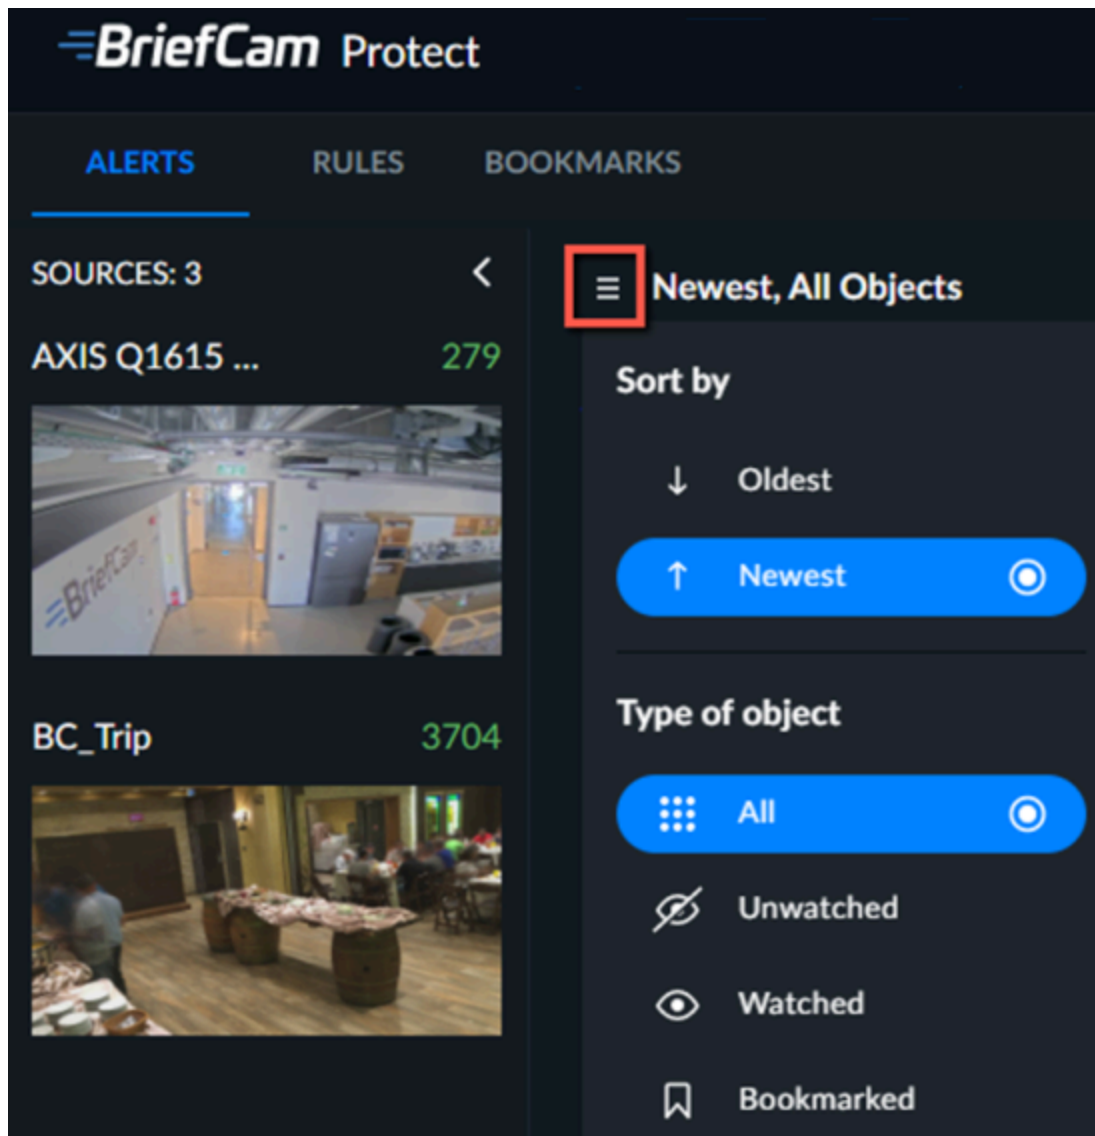 BriefCam Protect
ALERTS RULES BOOKMARKS
SOURCES: 3
AXIS Q1615 ... 279
BriefCam
BC_Trip 3704
Newest, All Objects
Sort by
Oldest
Newest
Type of object
All
Unwatched
Watched
Bookmarked